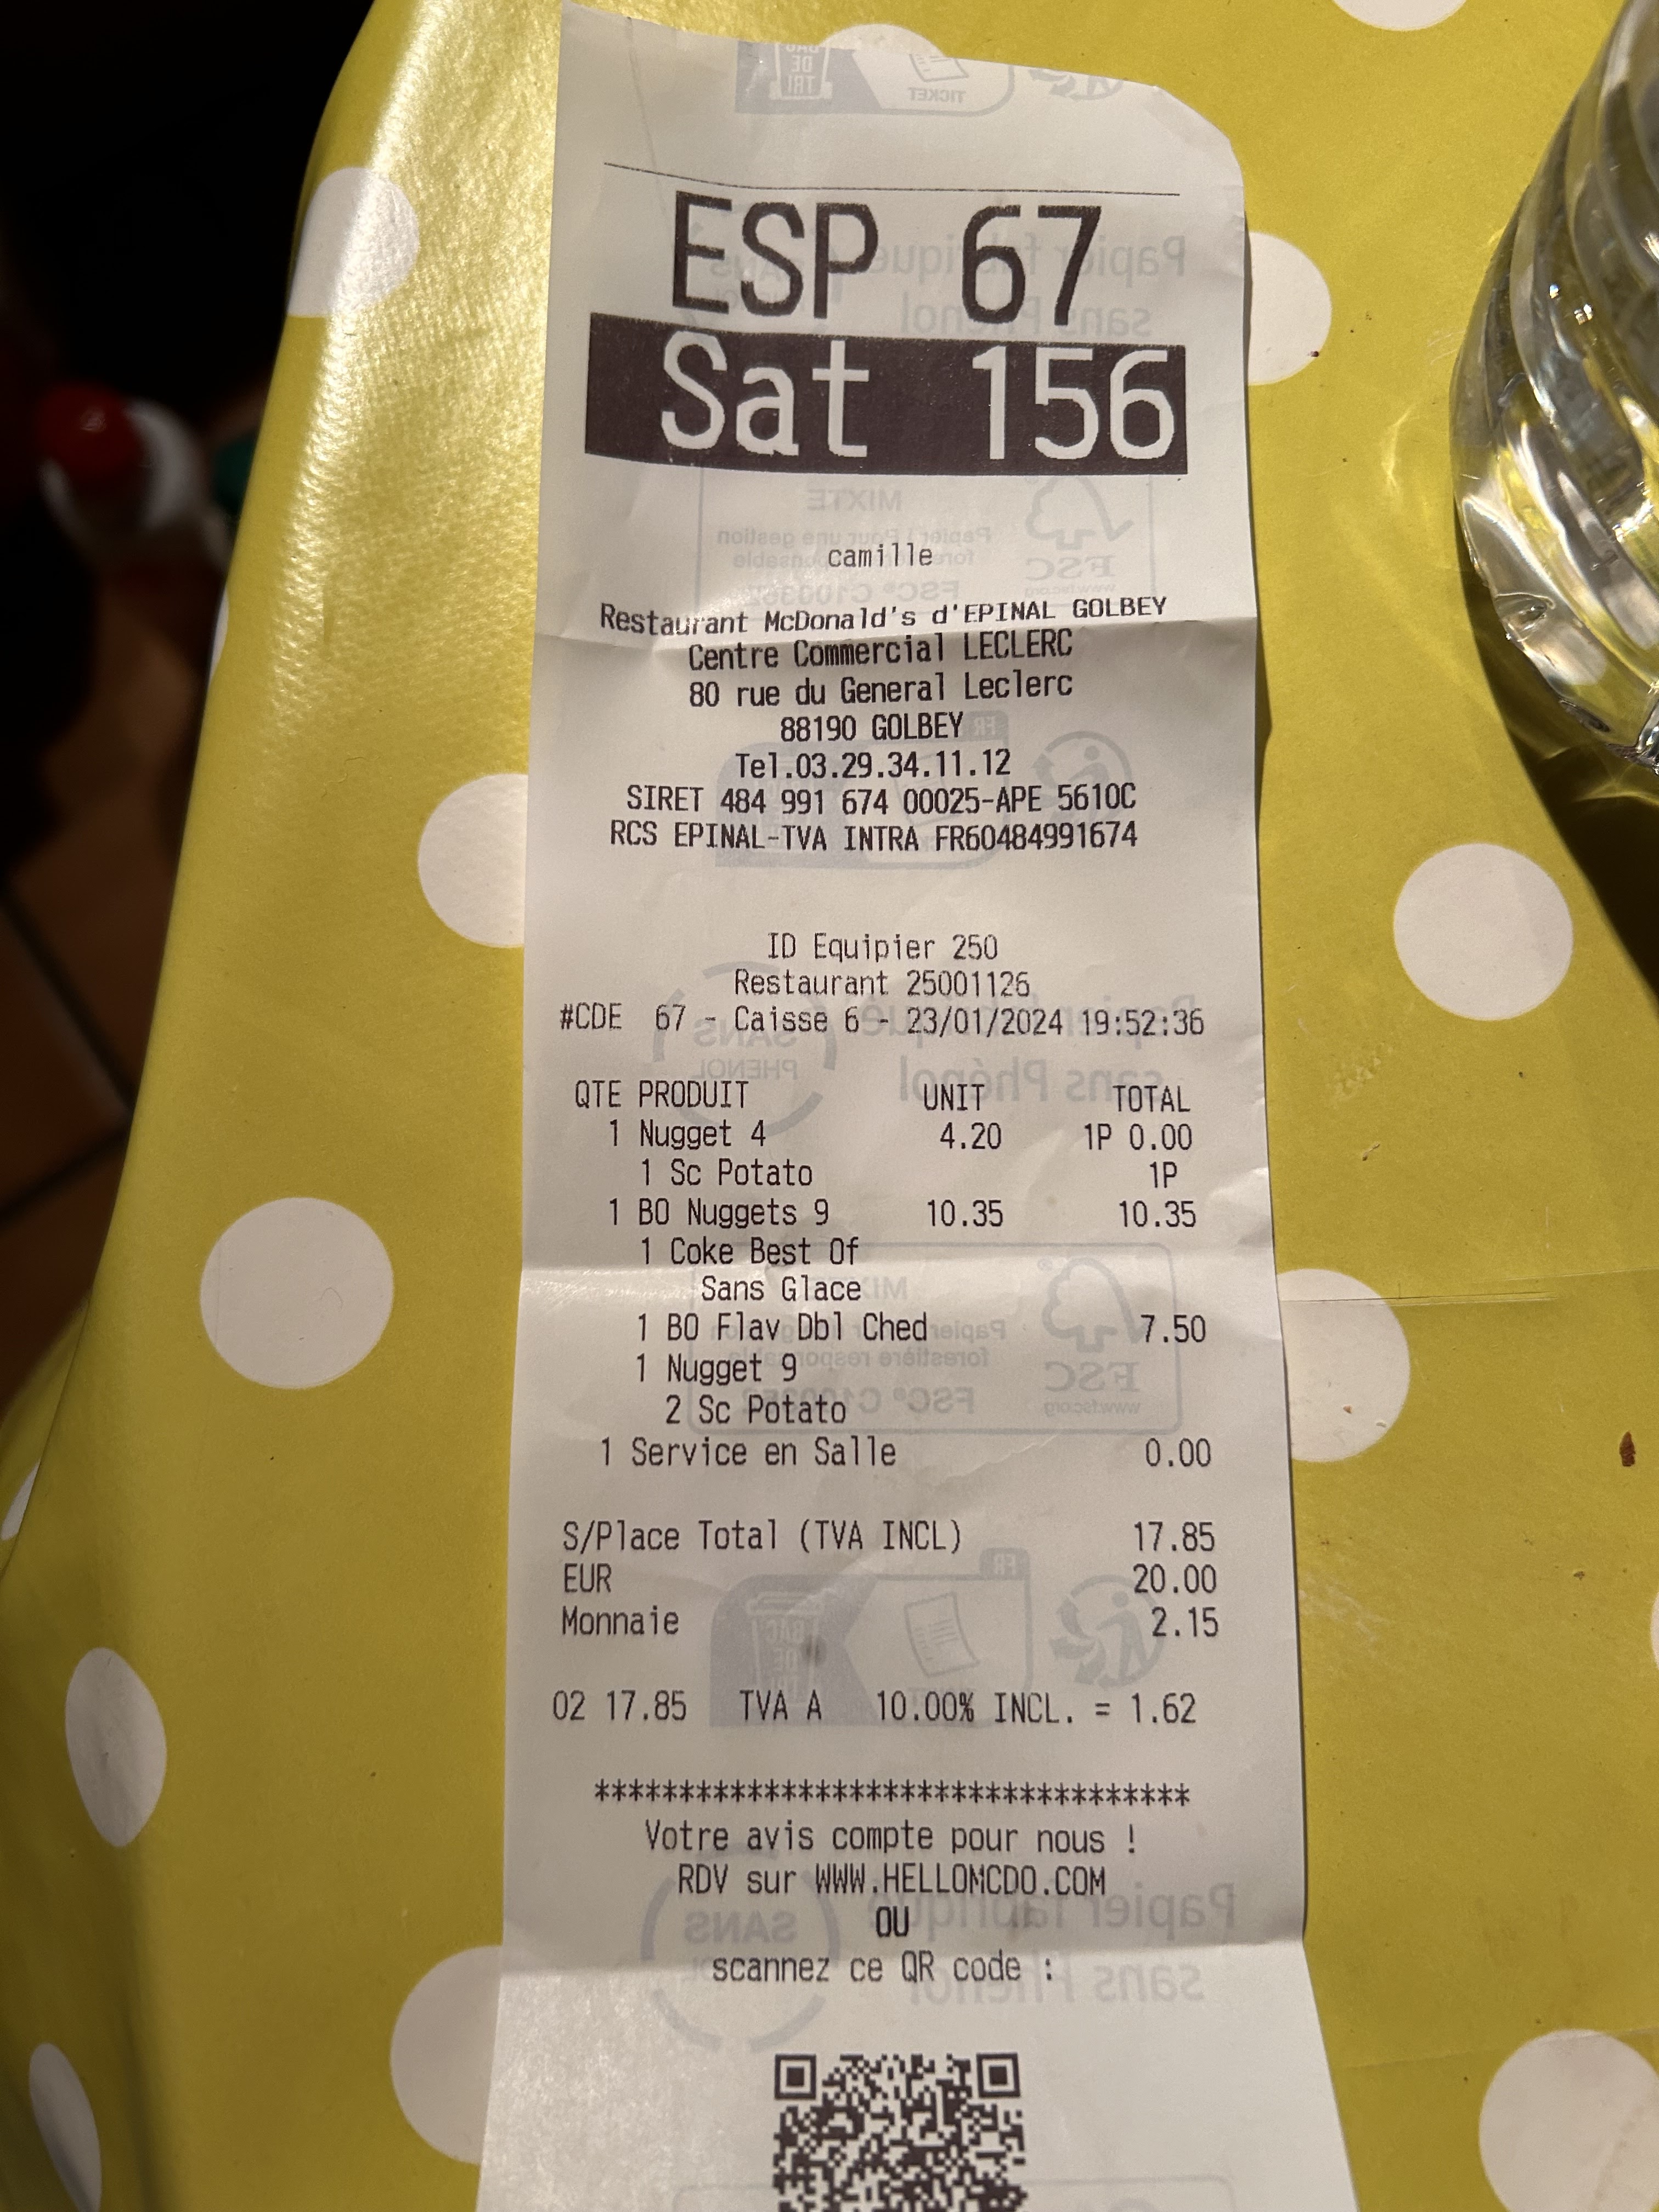 ESP 67
Sat 156
camille
Restaurant McDonald's d'EPINAL GOLBEY
Centre Commercial LECLERC
80 rue du General Leclerc
88190 GOLBEY
Tel.03.29.34.11.12
SIRET 484 991 674 00025-APE 5610C
RCS EPINAL-TVA INTRA FR60484991674
ID Equipier 250
Restaurant 25001126
#CDE 67 - Caisse 6 - 23/01/2024 19:52:36
QTE PRODUIT UNIT TOTAL
1 Nugget 4 4.20 1P 0.00
1 Sc Potato 1P
1 BO Nuggets 9 10.35 10.35
1 Coke Best Of
Sans Glace
1 BO Flav Dbl Ched 7.50
1 Nugget 9
2 Sc Potato
1 Service en Salle 0.00
S/Place Total (TVA INCL) 17.85
EUR 20.00
Monnaie 2.15
02 17.85 TVA A 10.00% INCL. = 1.62
***********************************
Votre avis compte pour nous !
RDV sur WWW.HELLOMCDO.COM
OU
scannez ce QR code :